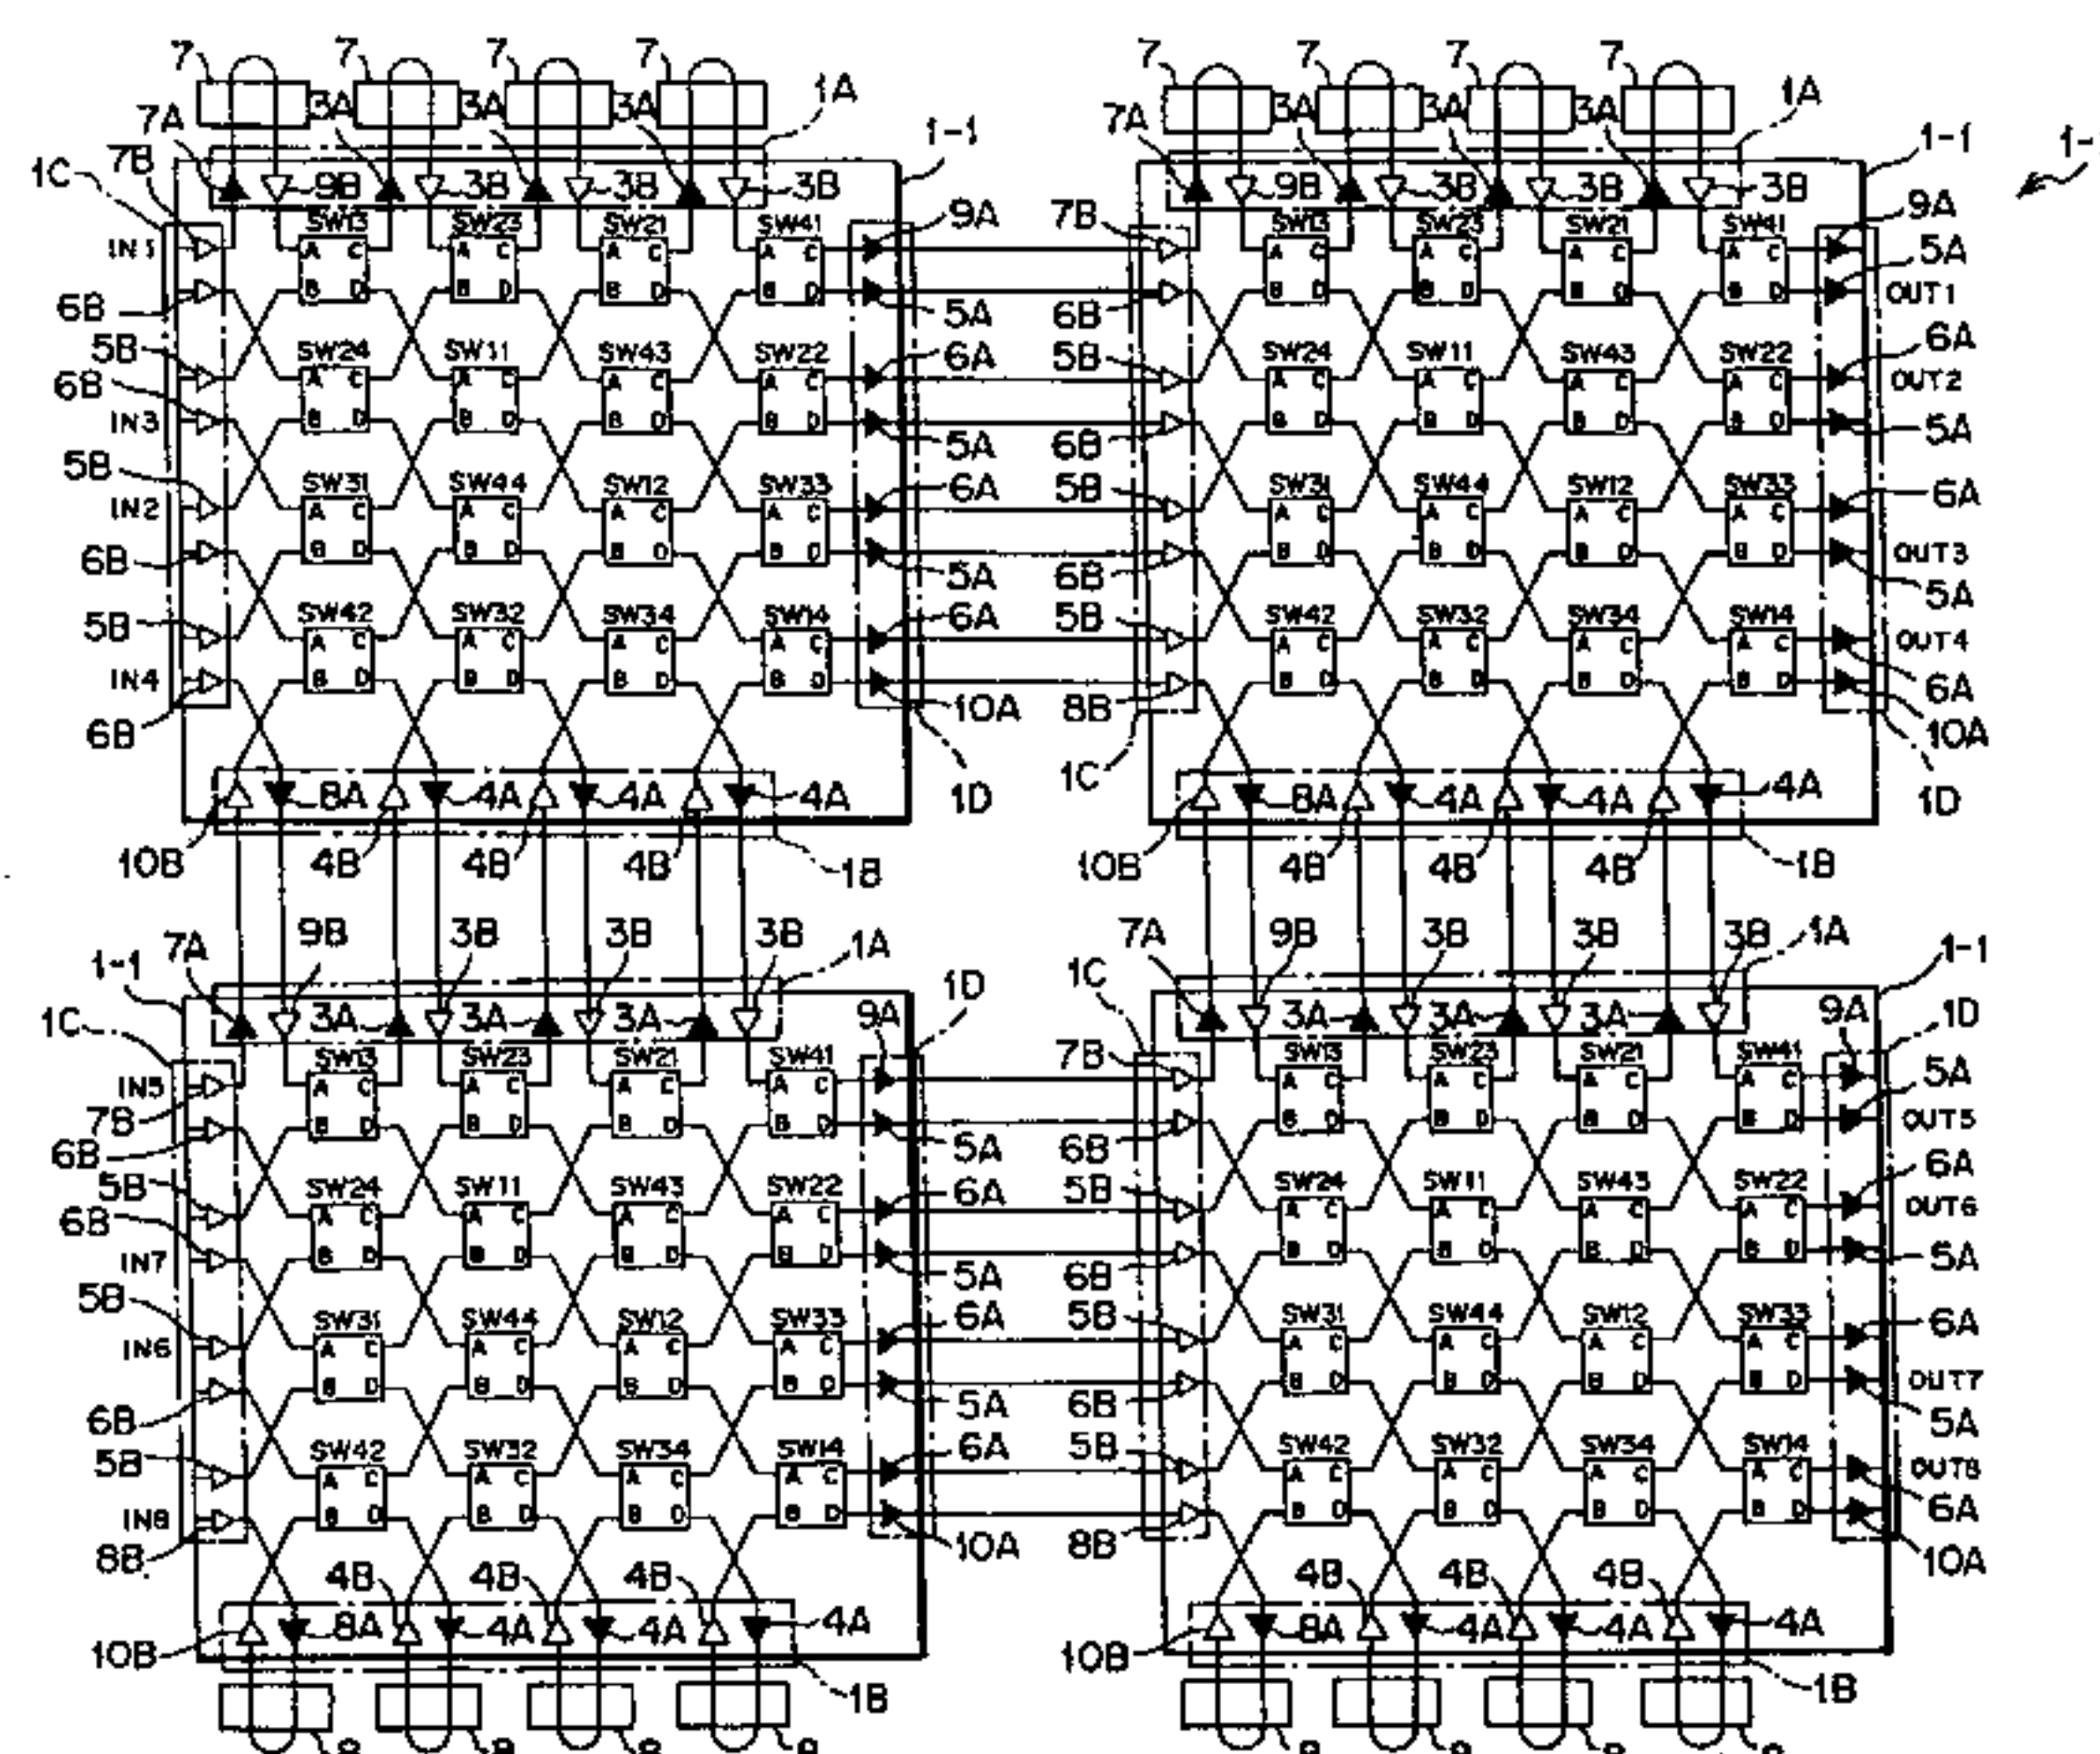 7 7 7 7 7 7 7 7
3A 3A 3A 1A 3A 3A 3A 1A
7A 7A
1-1 1-1 1-
7B 1C 9B 3B 3B 3B 9A 7B 9B 3B 3B 3B 9A
SW13 SW23 SW21 SW41 SW13 SW23 SW21 SW41
IN1 A C A C A C A C A C A C A C A C 5A
6B B D B D B D B D 5A 6B B D B D B D B D OUT1
5B SW24 SW11 SW43 SW22 6A 5B SW24 SW11 SW43 SW22 6A
6B A C A C A C A C A C A C A C A C OUT2
IN3 B D B D B D B D 5A 6B B D B D B D B D 5A
5B SW31 SW44 SW12 SW33 6A 5B SW31 SW44 SW12 SW33 6A
IN2 A C A C A C A C A C A C A C A C
6B B D B D B D B D 5A 6B B D B D B D B D OUT3
5A
5B SW42 SW32 SW34 SW14 6A 5B SW42 SW32 SW34 SW14
A C A C A C A C A C A C A C A C OUT4
IN4 B D B D B D B D 10A 8B B D B D B D B D 6A
6B 10A
8A 4A 4A 4A 1D 1C 8A 4A 4A 4A 1D
10B 4B 4B 4B 1B 10B 4B 4B 4B 1B
7A 9B 3B 3B 3B 1A 7A 9B 3B 3B 3B 1A
1-1 1D 1C 1-1
1C 3A 3A 3A 9A 3A 3A 3A 9A 1D
SW13 SW23 SW21 SW41 7B SW13 SW23 SW21 SW41
IN5 A C A C A C A C A C A C A C A C 5A
7B B D B D B D B D B D B D B D B D OUT5
6B 5A 6B
5B SW24 SW11 SW43 SW22 6A 5B SW24 SW11 SW43 SW22 6A
6B A C A C A C A C A C A C A C A C OUT6
IN7 B D B D B D B D 5A 6B B D B D B D B D 5A
5B SW31 SW44 SW12 SW33 6A 5B SW31 SW44 SW12 SW33 6A
IN6 A C A C A C A C A C A C A C A C
6B B D B D B D B D 5A 6B B D B D B D B D OUT7
5A
5B SW42 SW32 SW34 SW14 6A 5B SW42 SW32 SW34 SW14
A C A C A C A C A C A C A C A C OUT8
IN8 B D B D B D B D 10A 8B B D B D B D B D 6A
8B 10A
4B 4B 4B 4B 4B 4B
10B 8A 4A 4A 4A 10B 8A 4A 4A 4A
1B 1B
8 8 8 8 8 8 8 8